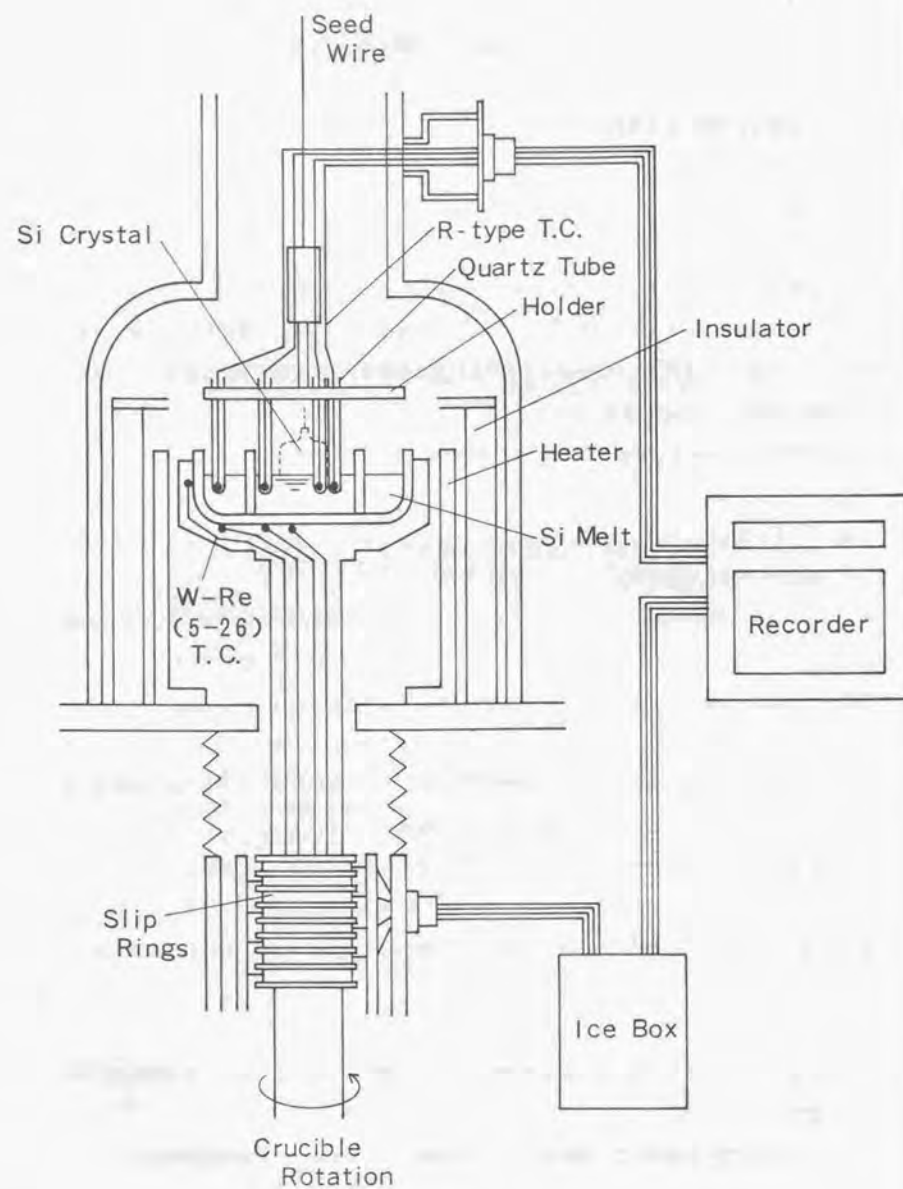 Seed
Wire
Si Crystal
R-type T.C.
Quartz Tube
Holder
Insulator
Heater
Si Melt
W-Re
(5-26)
T. C.
Recorder
Slip
Rings
Ice Box
Crucible
Rotation